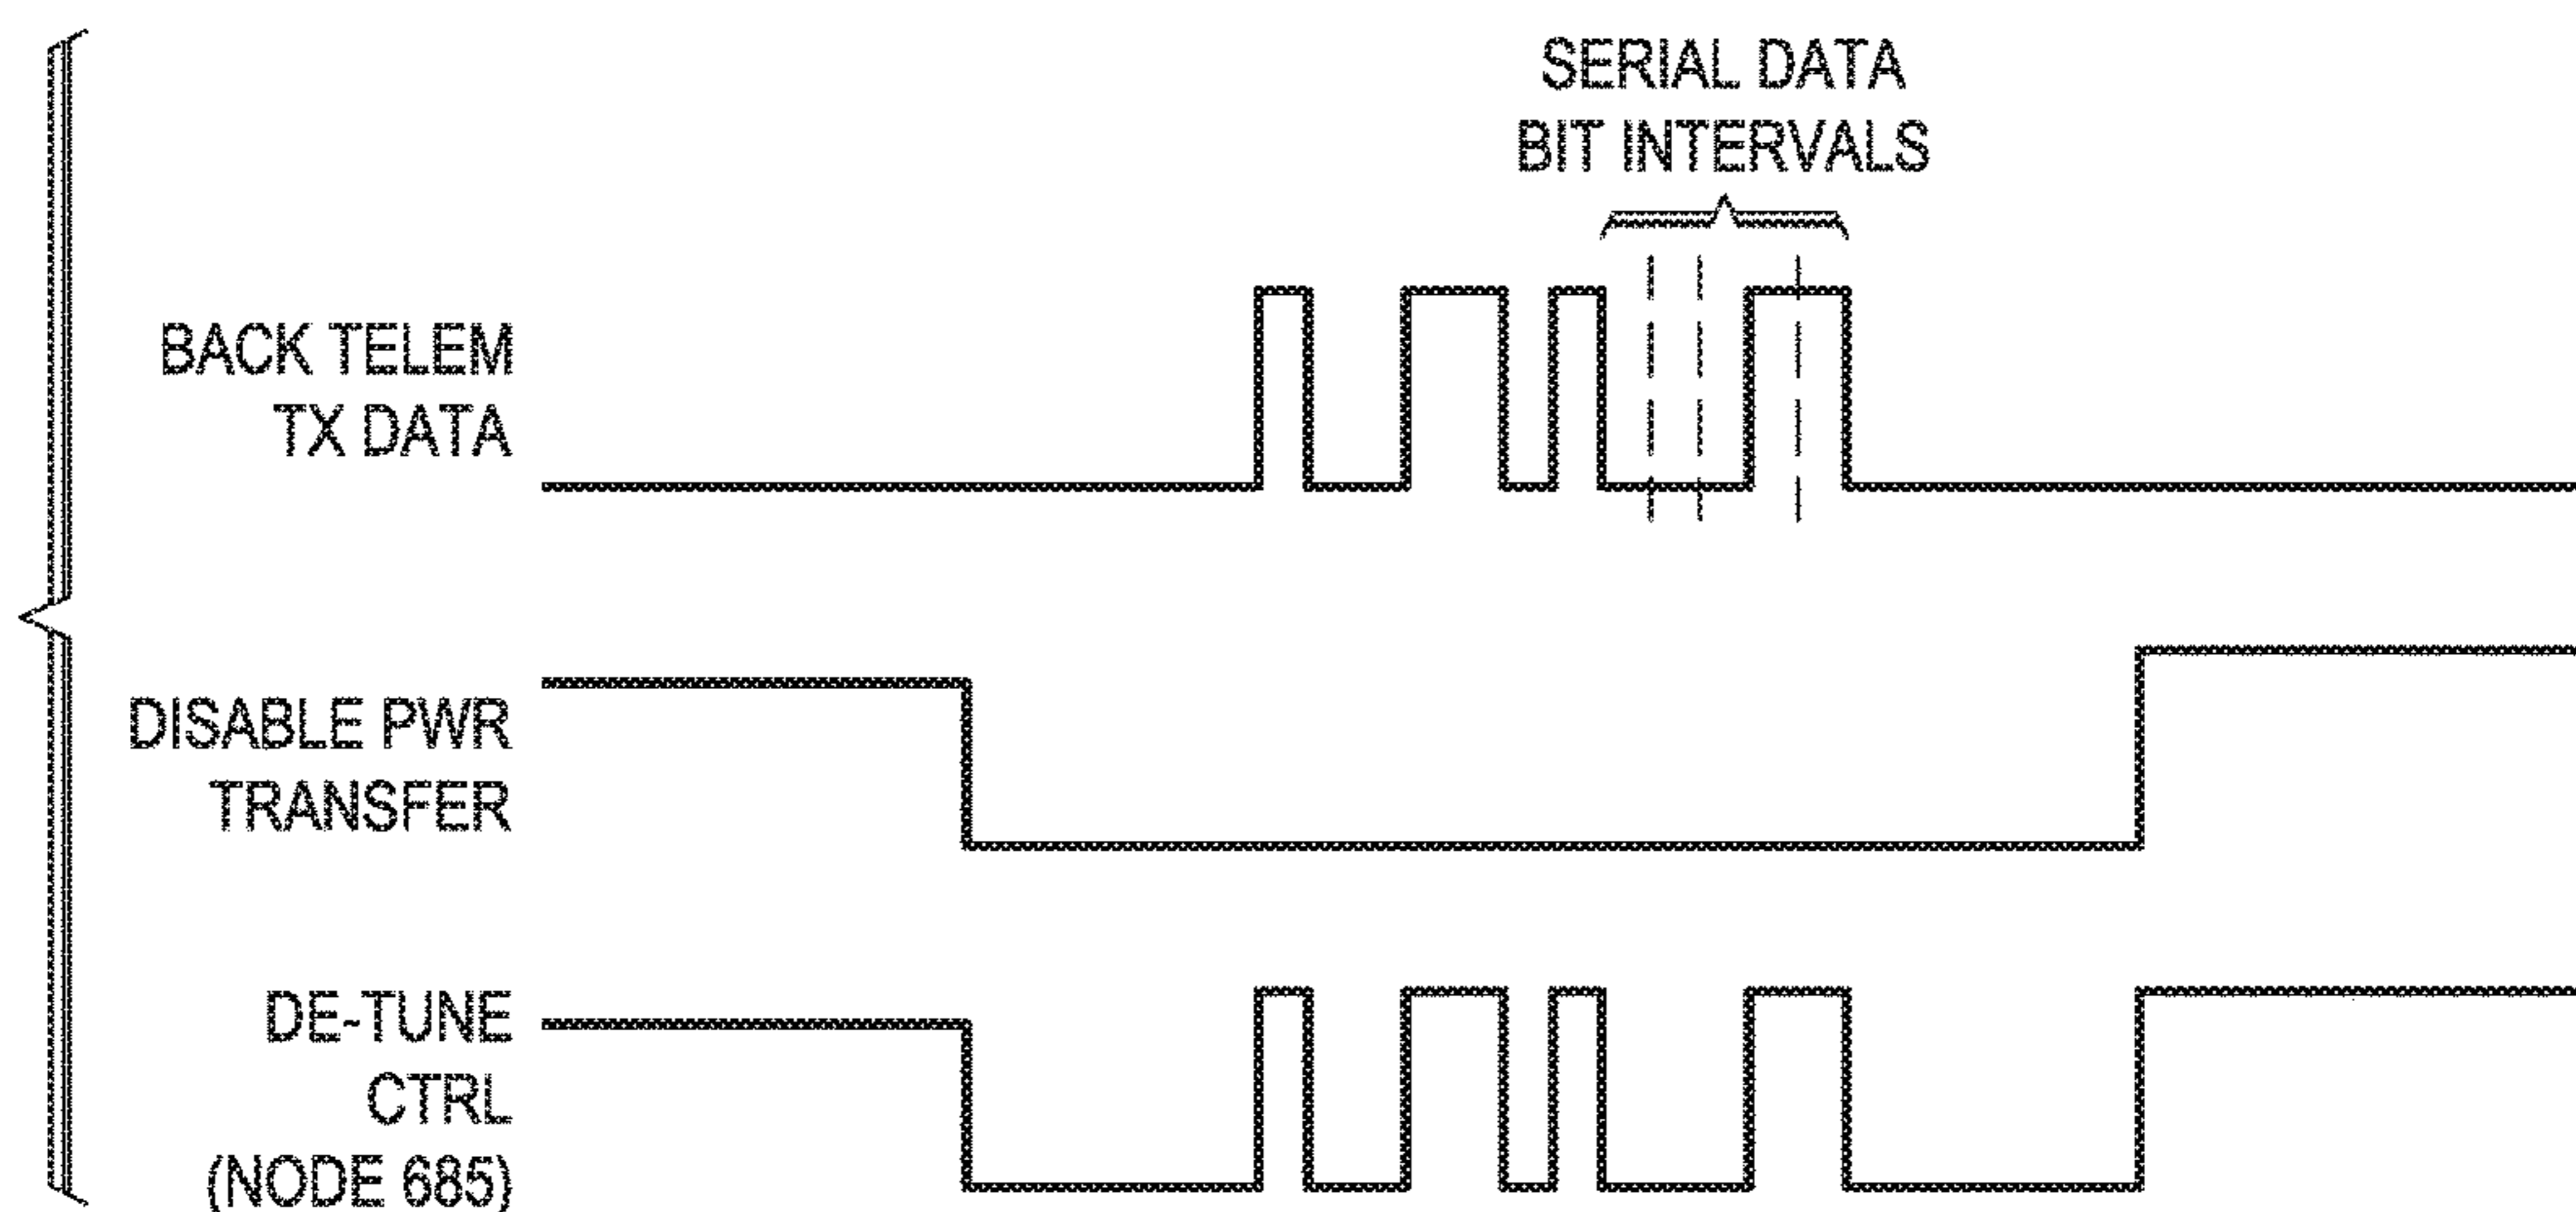 SERIAL DATA
BIT INTERVALS
BACK TELEM
TX DATA
DISABLE PWR
TRANSFER
DE-TUNE
CTRL
(NODE 685)